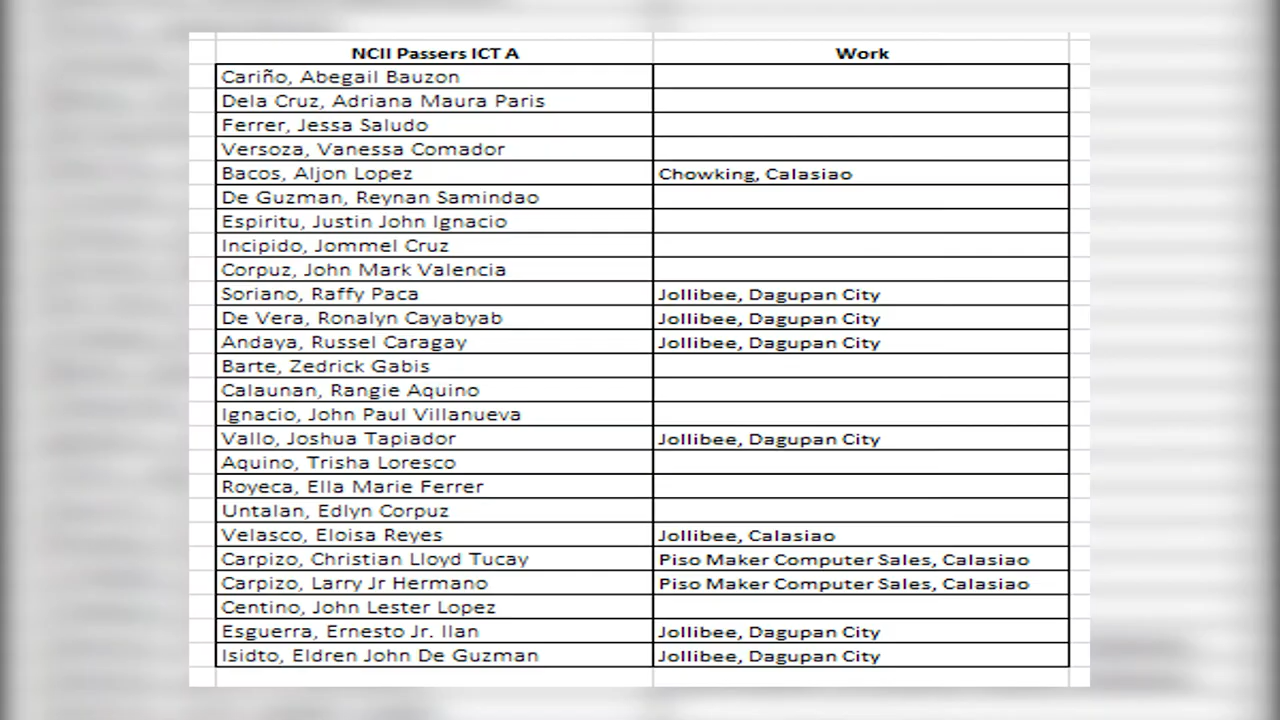 NCII Passers ICT A Work
Cariño, Abegail Bauzon
Dela Cruz, Adriana Maura Paris
Ferrer, Jessa Saludo
Versoza, Vanessa Comador
Bacos, Aljon Lopez Chowking, Calasiao
De Guzman, Reynan Samindao
Espiritu, Justin John Ignacio
Incipido, Jommel Cruz
Corpuz, John Mark Valencia
Soriano, Raffy Paca Jollibee, Dagupan City
De Vera, Ronalyn Cayabyab Jollibee, Dagupan City
Andaya, Russel Caragay Jollibee, Dagupan City
Barte, Zedrick Gabis
Calaunan, Rangie Aquino
Ignacio, John Paul Villanueva
Vallo, Joshua Tapiador Jollibee, Dagupan City
Aquino, Trisha Loresco
Royeca, Ella Marie Ferrer
Untalan, Edlyn Corpuz
Velasco, Eloisa Reyes Jollibee, Calasiao
Carpizo, Christian Lloyd Tucay Piso Maker Computer Sales, Calasiao
Carpizo, Larry Jr Hermano Piso Maker Computer Sales, Calasiao
Centino, John Lester Lopez
Esguerra, Ernesto Jr. Ilan Jollibee, Dagupan City
Isidto, Eldren John De Guzman Jollibee, Dagupan City